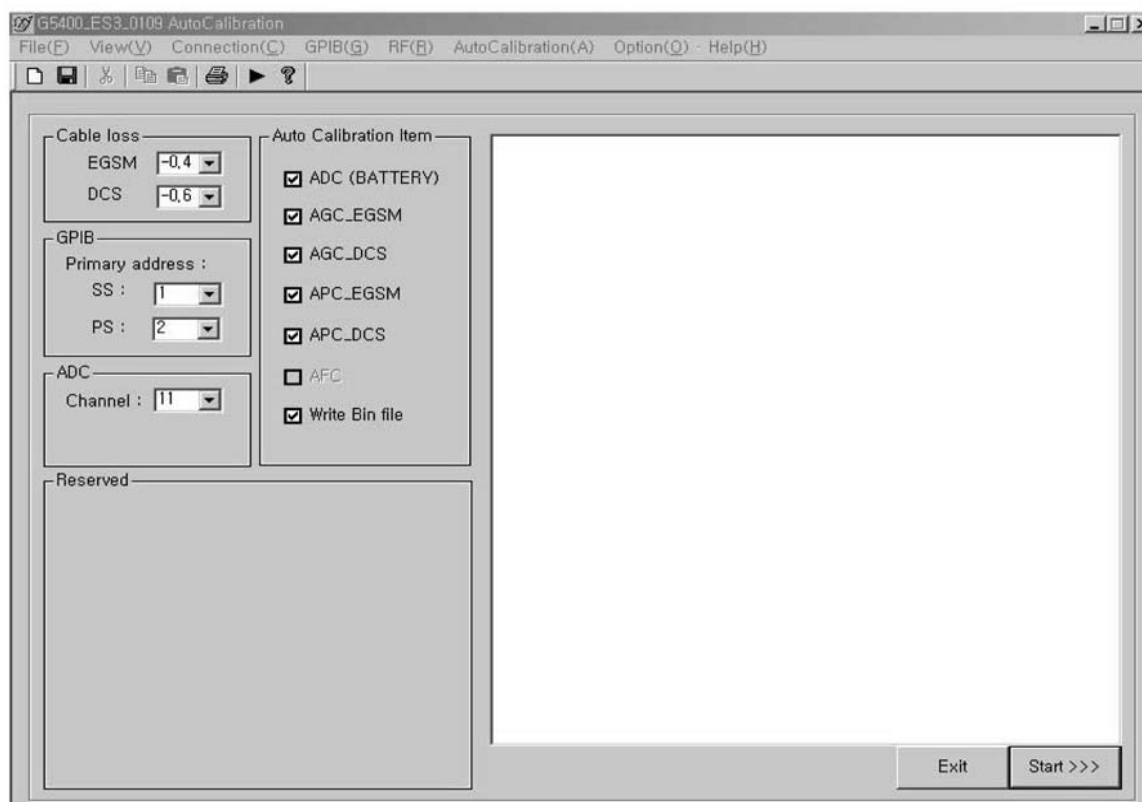 G5400_ES3_0109 AutoCalibration
File(F) View(V) Connection(C) GPIB(G) RF(R) AutoCalibration(A) Option(O) - Help(H)
Cable loss
EGSM -0,4
DCS -0,6
GPIB
Primary address :
SS : 1
PS : 2
ADC
Channel : 11
Auto Calibration Item
ADC (BATTERY)
AGC_EGSM
AGC_DCS
APC_EGSM
APC_DCS
AFC
Write Bin file
Reserved
Exit Start >>>